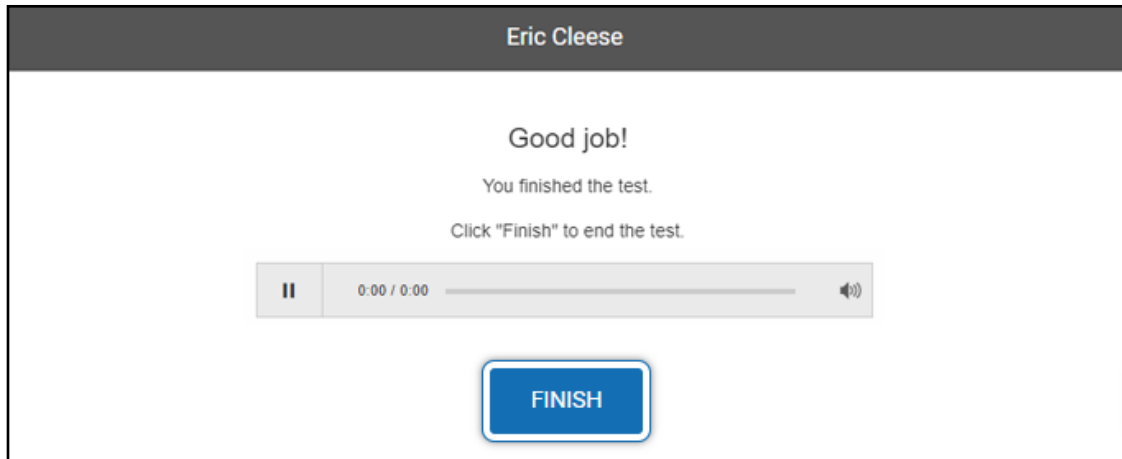 Eric Cleese
Good job!
You finished the test.
Click "Finish" to end the test.
0:00 / 0:00
FINISH